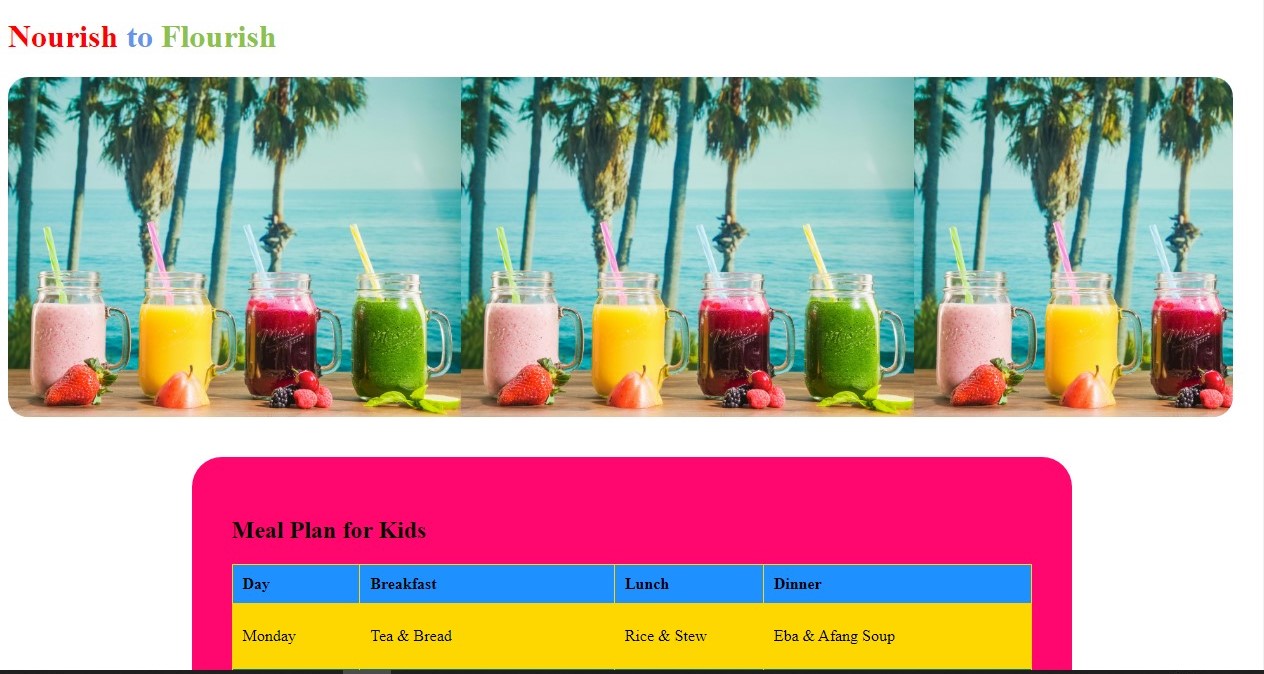 Nourish to Flourish
Meal Plan for Kids
Day Breakfast Lunch Dinner
Monday Tea & Bread Rice & Stew Eba & Afang Soup